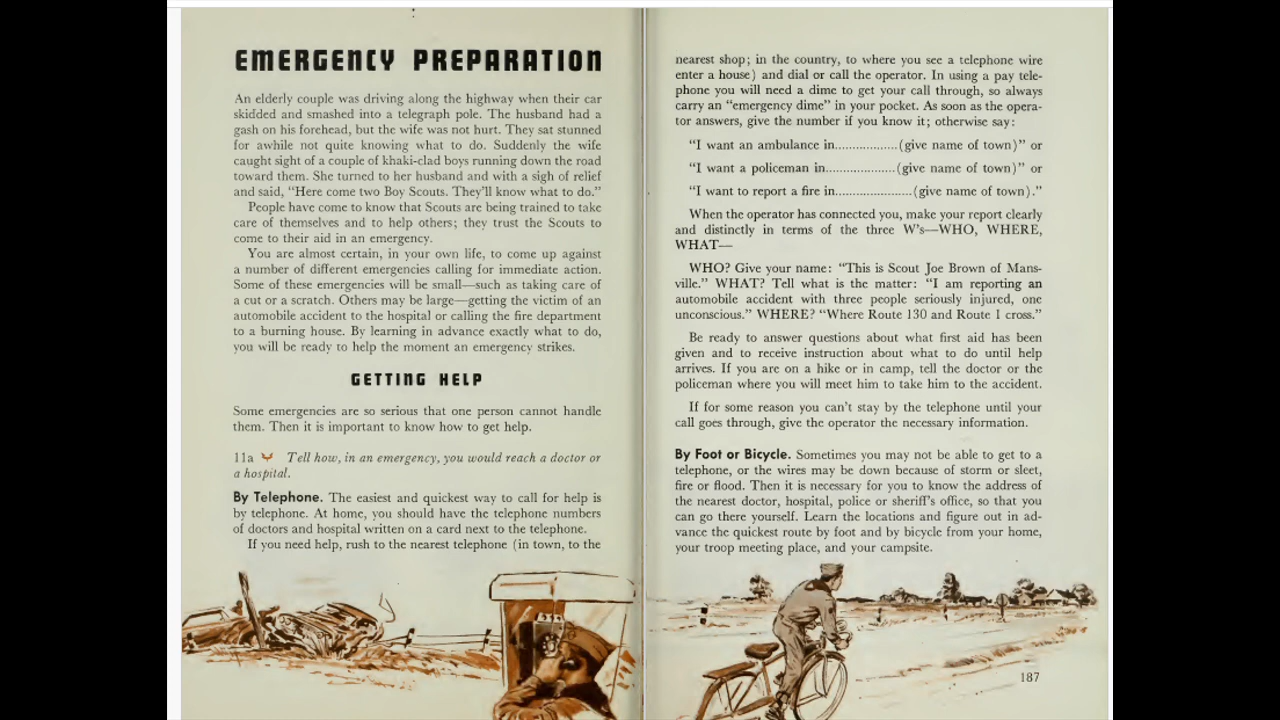 EMERGENCY PREPARATION
An elderly couple was driving along the highway when their car
skidded and smashed into a telegraph pole. The husband had a
gash on his forehead, but the wife was not hurt. They sat stunned
for awhile not quite knowing what to do. Suddenly the wife
caught sight of a couple of khaki-clad boys running down the road
toward them. She turned to her husband and with a sigh of relief
and said, “Here come two Boy Scouts. They’ll know what to do.”
People have come to know that Scouts are being trained to take
care of themselves and to help others; they trust the Scouts to
come to their aid in an emergency.
You are almost certain, in your own life, to come up against
a number of different emergencies calling for immediate action.
Some of these emergencies will be small—such as taking care of
a cut or a scratch. Others may be large—getting the victim of an
automobile accident to the hospital or calling the fire department
to a burning house. By learning in advance exactly what to do,
you will be ready to help the moment an emergency strikes.
GETTING HELP
Some emergencies are so serious that one person cannot handle
them. Then it is important to know how to get help.
11a Tell how, in an emergency, you would reach a doctor or
a hospital.
By Telephone. The easiest and quickest way to call for help is
by telephone. At home, you should have the telephone numbers
of doctors and hospital written on a card next to the telephone.
If you need help, rush to the nearest telephone (in town, to the
nearest shop; in the country, to where you see a telephone wire
enter a house) and dial or call the operator. In using a pay tele-
phone you will need a dime to get your call through, so always
carry an “emergency dime” in your pocket. As soon as the opera-
tor answers, give the number if you know it; otherwise say:
“I want an ambulance in..................(give name of town)” or
“I want a policeman in....................(give name of town)” or
“I want to report a fire in......................(give name of town).”
When the operator has connected you, make your report clearly
and distinctly in terms of the three W’s—WHO, WHERE,
WHAT—
WHO? Give your name: “This is Scout Joe Brown of Mans-
ville.” WHAT? Tell what is the matter: “I am reporting an
automobile accident with three people seriously injured, one
unconscious.” WHERE? “Where Route 130 and Route 1 cross.”
Be ready to answer questions about what first aid has been
given and to receive instruction about what to do until help
arrives. If you are on a hike or in camp, tell the doctor or the
policeman where you will meet him to take him to the accident.
If for some reason you can’t stay by the telephone until your
call goes through, give the operator the necessary information.
By Foot or Bicycle. Sometimes you may not be able to get to a
telephone, or the wires may be down because of storm or sleet,
fire or flood. Then it is necessary for you to know the address of
the nearest doctor, hospital, police or sheriff’s office, so that you
can go there yourself. Learn the locations and figure out in ad-
vance the quickest route by foot and by bicycle from your home,
your troop meeting place, and your campsite.
187